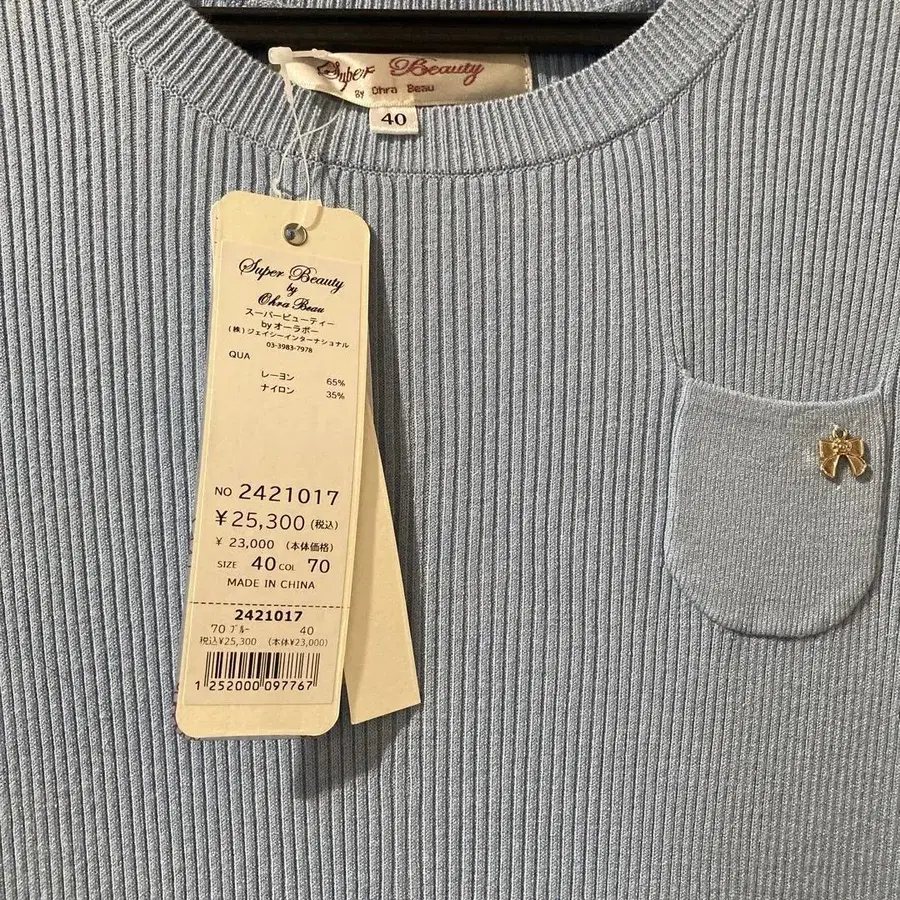 Super Beauty
By Ohra Beau
40
Super Beauty
by
Ohra Beau
スーパービューティー
byオーラボー
(株)ジェイシーインターナショナル
03-3983-7978
QUA
レーヨン 65%
ナイロン 35%
NO 2421017
¥25,300 (税込)
¥ 23,000 (本体価格)
SIZE 40 COL 70
MADE IN CHINA
2421017
70 ブルー 40
税込¥25,300 (本体¥23,000)
1 252000 097767